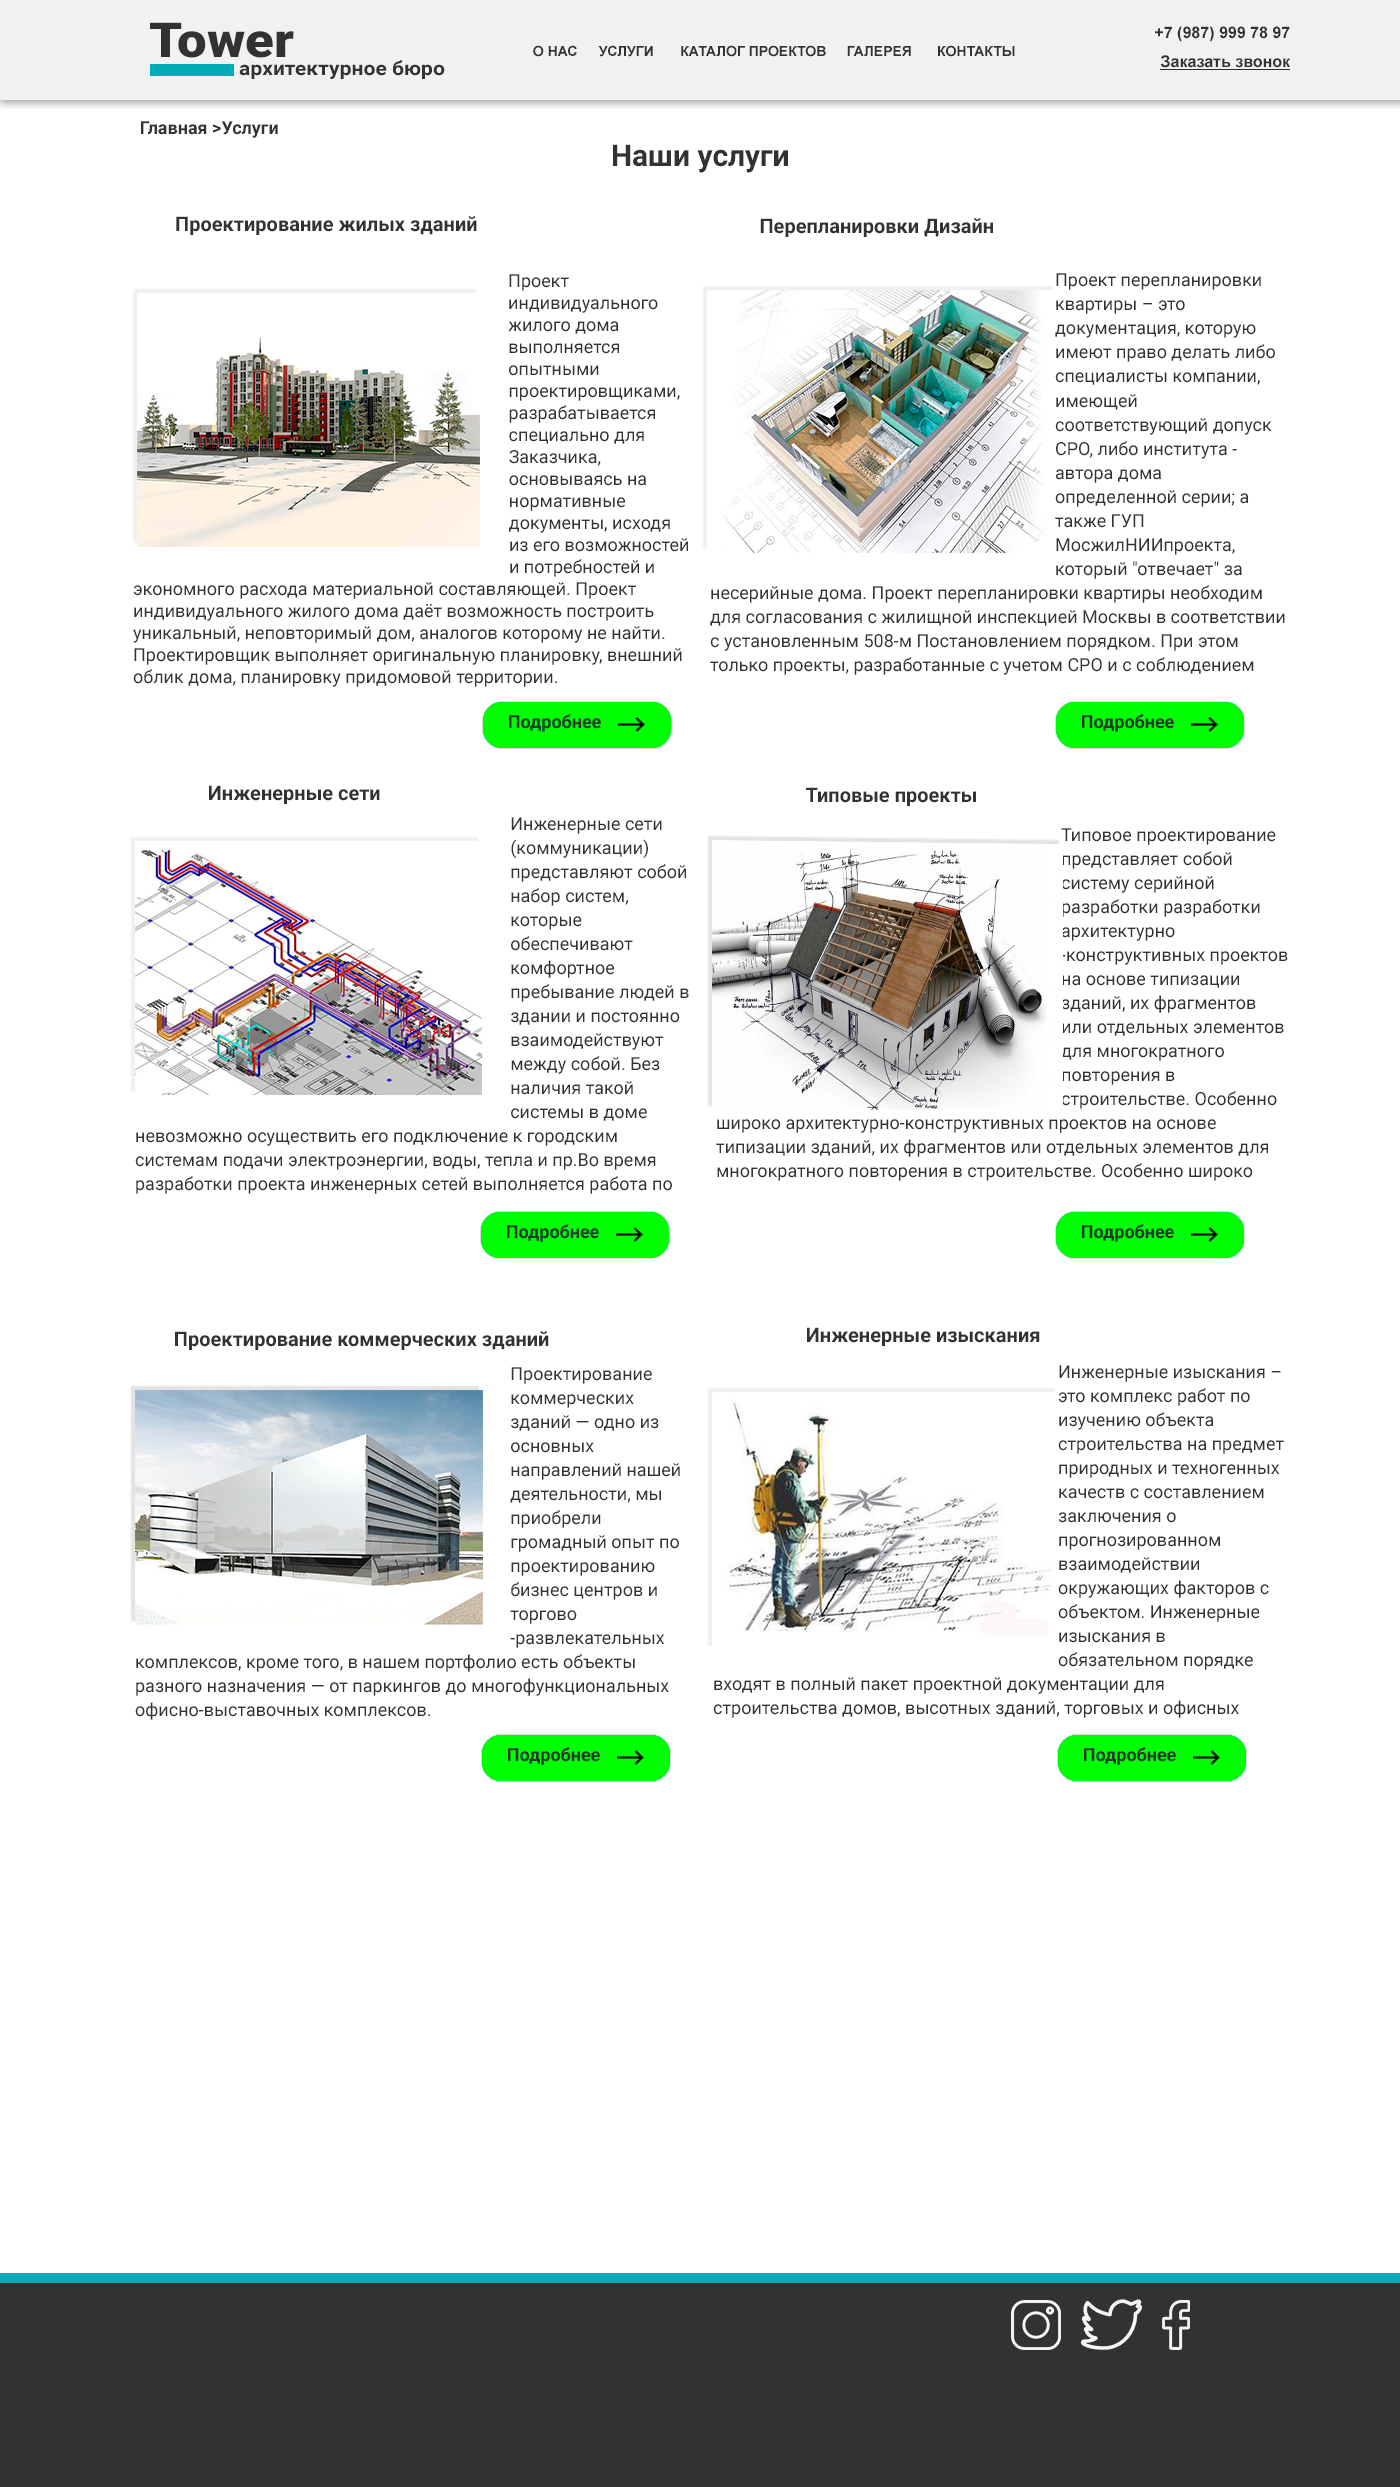 Tower
архитектурное бюро
О НАС УСЛУГИ КАТАЛОГ ПРОЕКТОВ ГАЛЕРЕЯ КОНТАКТЫ
+7 (987) 999 78 97
Заказать звонок
Главная >Услуги
Наши услуги
Проектирование жилых зданий
Проект
индивидуального
жилого дома
выполняется
опытными
проектировщиками,
разрабатывается
специально для
Заказчика,
основываясь на
нормативные
документы, исходя
из его возможностей
и потребностей и
экономного расхода материальной составляющей. Проект
индивидуального жилого дома даёт возможность построить
уникальный, неповторимый дом, аналогов которому не найти.
Проектировщик выполняет оригинальную планировку, внешний
облик дома, планировку придомовой территории.
Подробнее
Перепланировки Дизайн
Проект перепланировки
квартиры – это
документация, которую
имеют право делать либо
специалисты компании,
имеющей
соответствующий допуск
СРО, либо института -
автора дома
определенной серии; а
также ГУП
МосжилНИИпроекта,
который "отвечает" за
несерийные дома. Проект перепланировки квартиры необходим
для согласования с жилищной инспекцией Москвы в соответствии
с установленным 508-м Постановлением порядком. При этом
только проекты, разработанные с учетом СРО и с соблюдением
Подробнее
Инженерные сети
Инженерные сети
(коммуникации)
представляют собой
набор систем,
которые
обеспечивают
комфортное
пребывание людей в
здании и постоянно
взаимодействуют
между собой. Без
наличия такой
системы в доме
невозможно осуществить его подключение к городским
системам подачи электроэнергии, воды, тепла и пр.Во время
разработки проекта инженерных сетей выполняется работа по
Подробнее
Типовые проекты
Типовое проектирование
представляет собой
систему серийной
разработки разработки
архитектурно
-конструктивных проектов
на основе типизации
зданий, их фрагментов
или отдельных элементов
для многократного
повторения в
строительстве. Особенно
широко архитектурно-конструктивных проектов на основе
типизации зданий, их фрагментов или отдельных элементов для
многократного повторения в строительстве. Особенно широко
Подробнее
Проектирование коммерческих зданий
Проектирование
коммерческих
зданий — одно из
основных
направлений нашей
деятельности, мы
приобрели
громадный опыт по
проектированию
бизнес центров и
торгово
-развлекательных
комплексов, кроме того, в нашем портфолио есть объекты
разного назначения — от паркингов до многофункциональных
офисно-выставочных комплексов.
Подробнее
Инженерные изыскания
Инженерные изыскания –
это комплекс работ по
изучению объекта
строительства на предмет
природных и техногенных
качеств с составлением
заключения о
прогнозированном
взаимодействии
окружающих факторов с
объектом. Инженерные
изыскания в
обязательном порядке
входят в полный пакет проектной документации для
строительства домов, высотных зданий, торговых и офисных
Подробнее